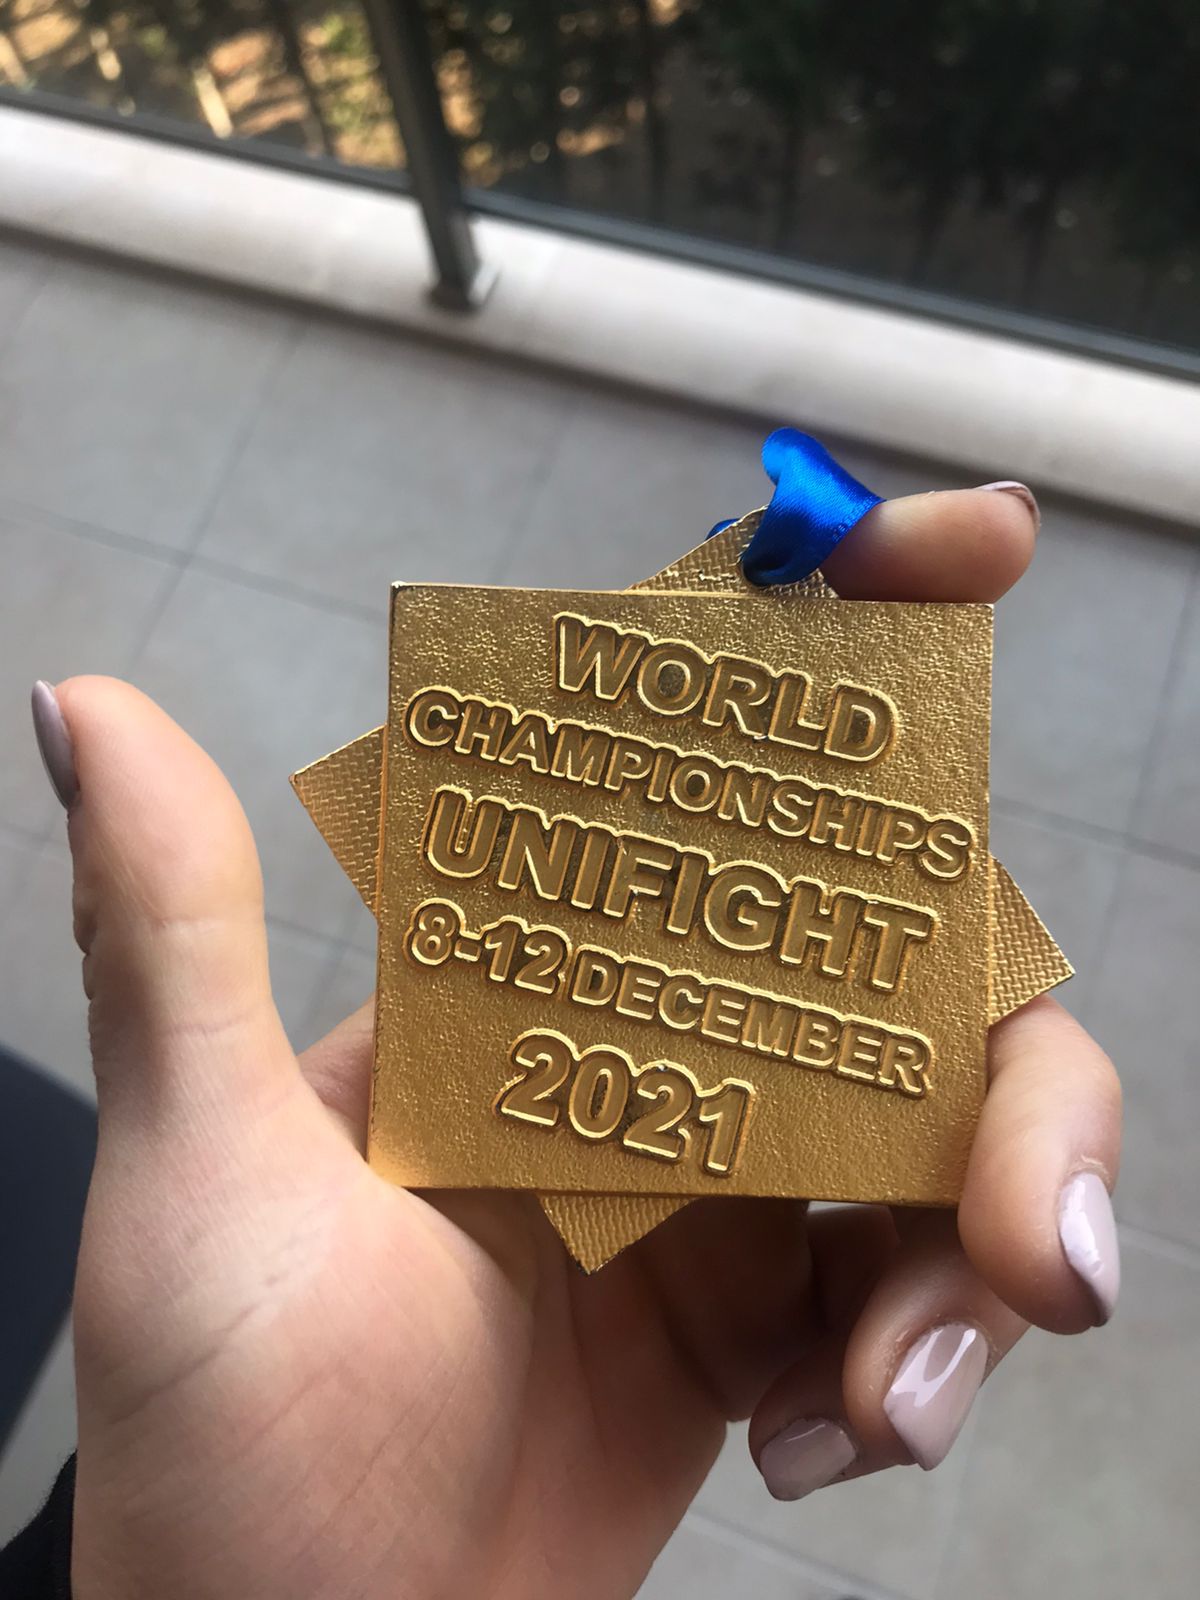 WORLD
CHAMPIONSHIPS
UNIFIGHT
8-12 DECEMBER
2021